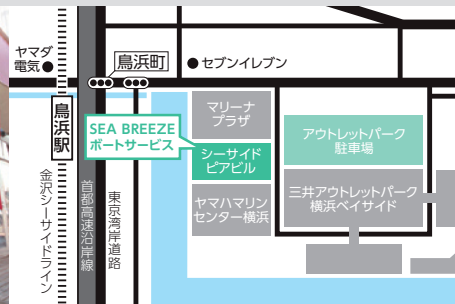 ヤマダ
電気●
鳥浜町
●セブンイレブン
鳥浜駅
SEA BREEZE
ボートサービス
マリーナ
プラザ
シーサイド
ピアビル
ヤマハマリン
センター横浜
アウトレットパーク
駐車場
三井アウトレットパーク
横浜ベイサイド
金沢シーサイドライン
首都高速沿岸線
東京湾岸道路